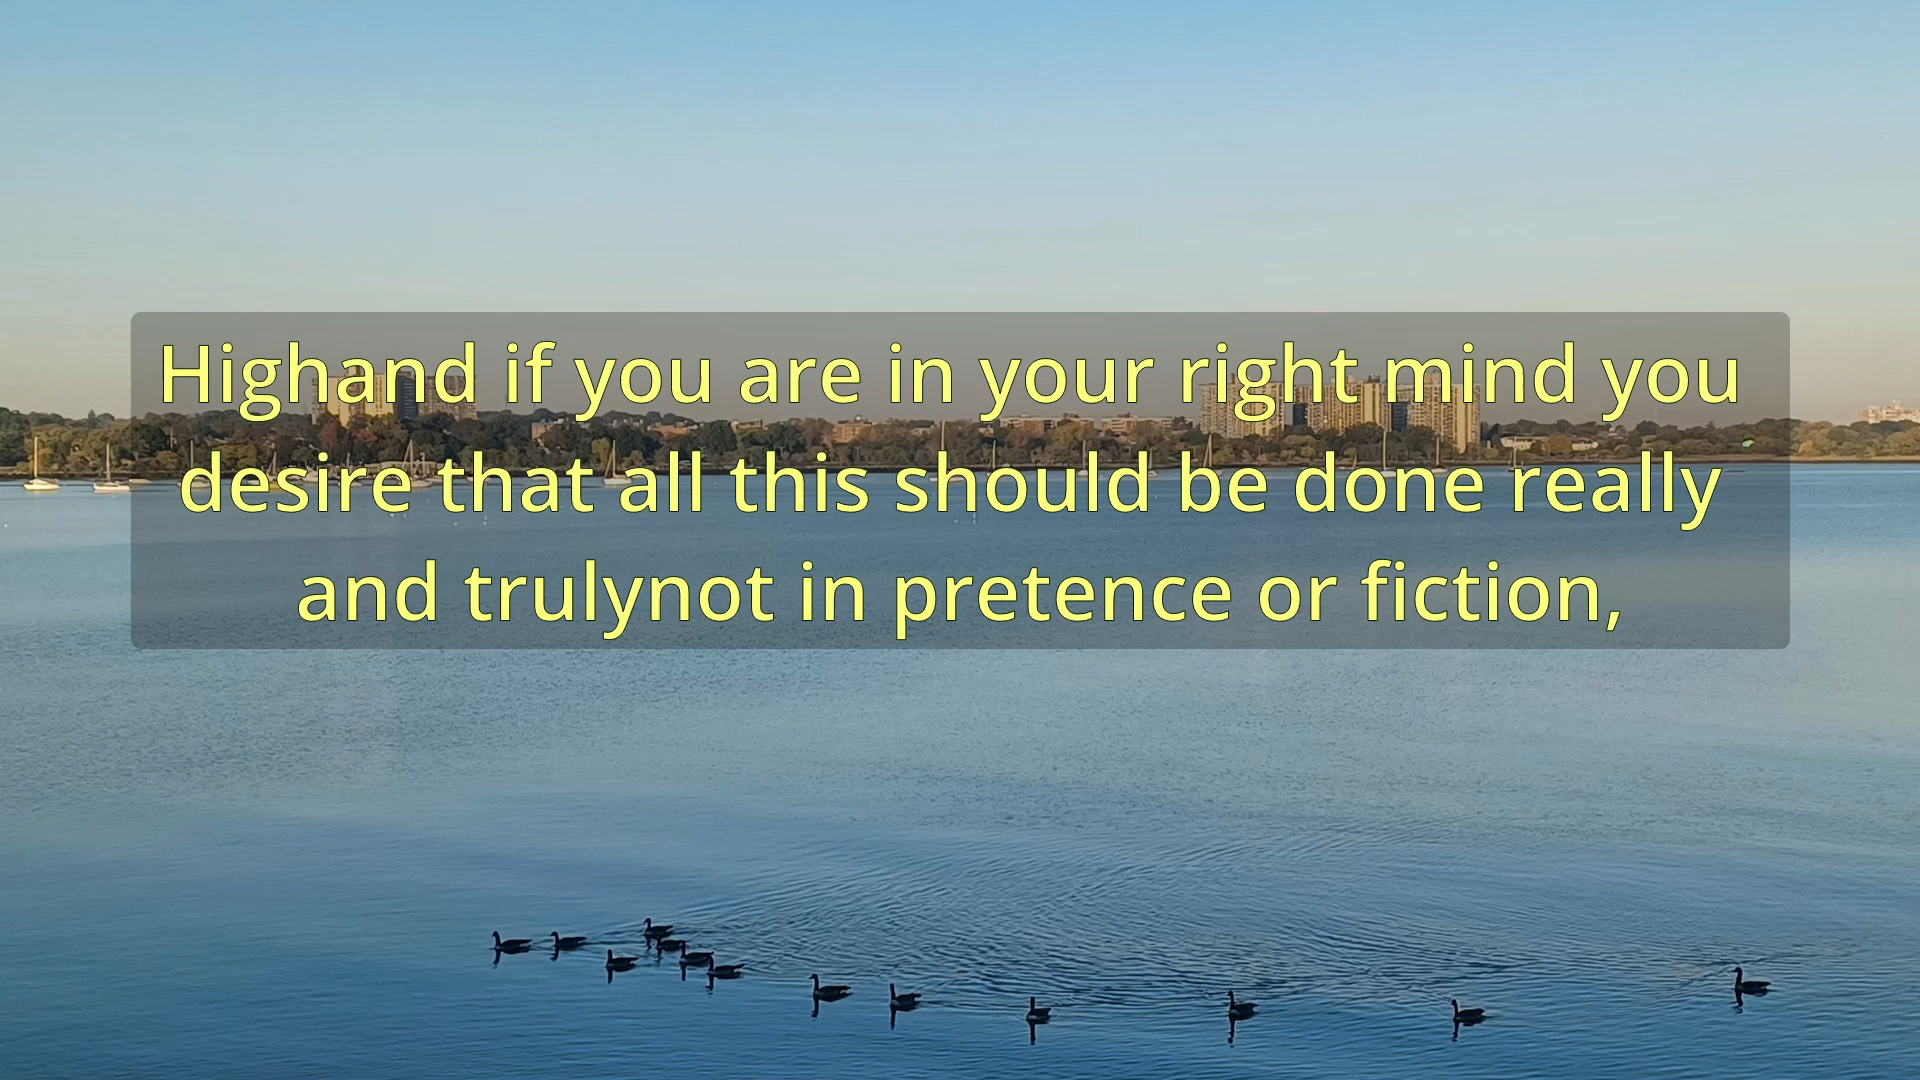 Highand if you are in your right mind you
desire that all this should be done really
and trulynot in pretence or fiction,